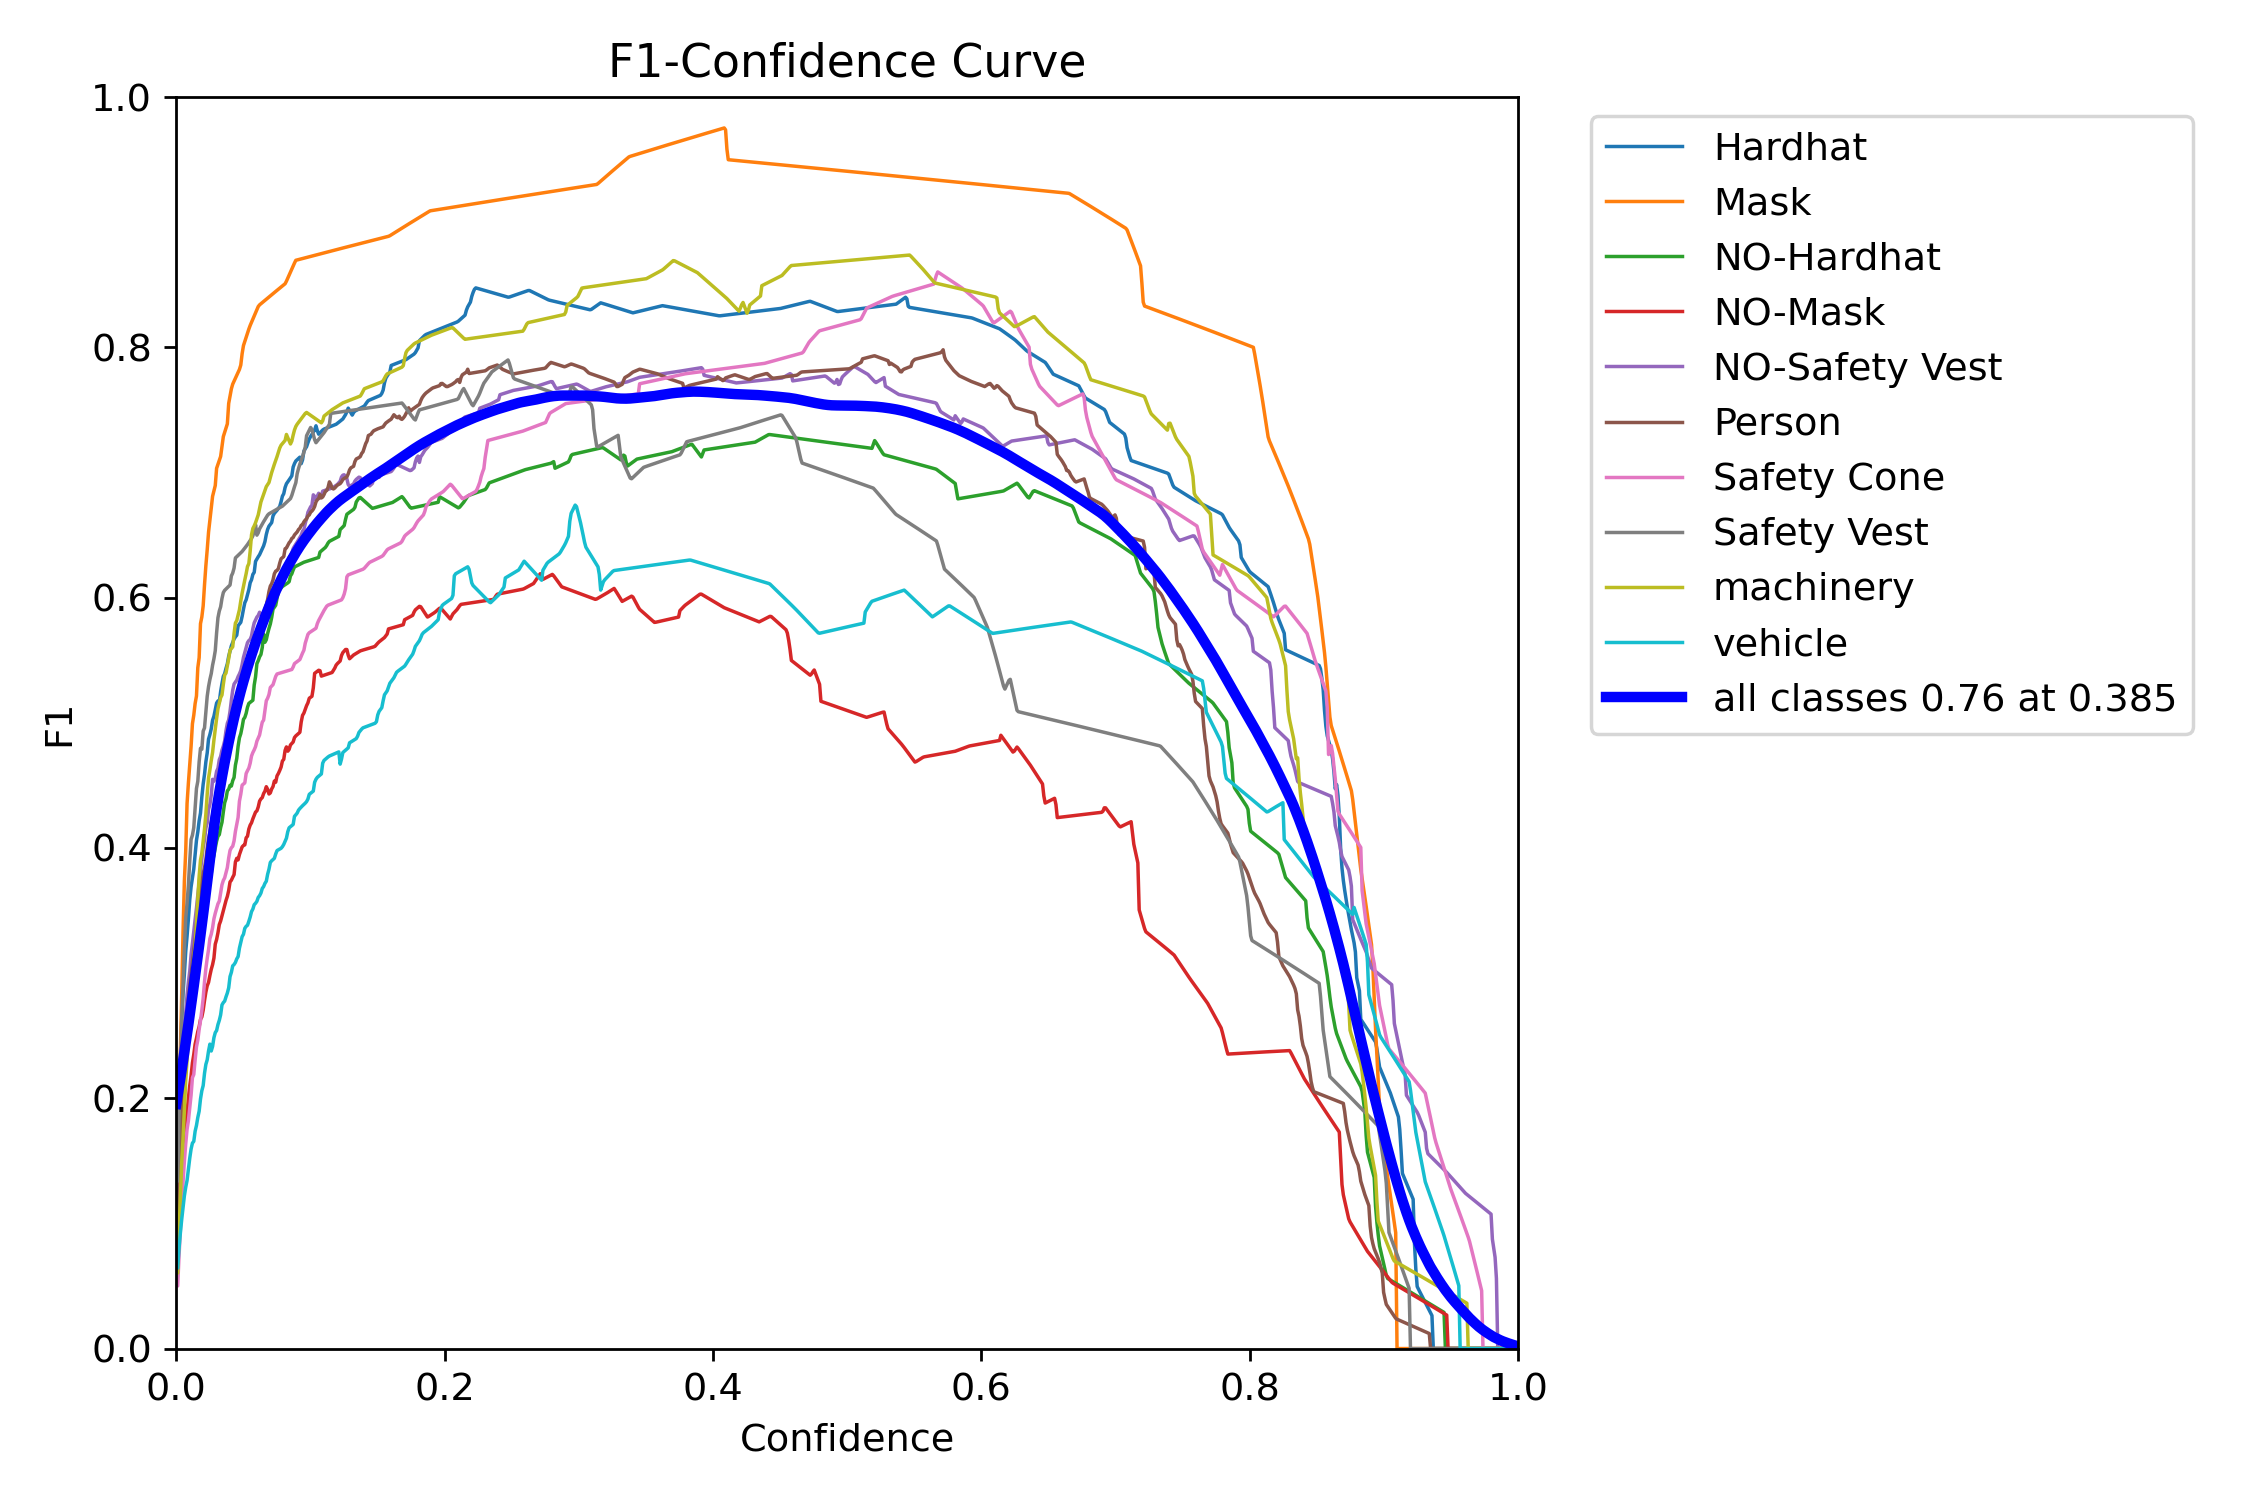 F1-Confidence Curve
1.0
0.8
0.6
0.4
0.2
0.0
F1
0.0 0.2 0.4 0.6 0.8 1.0
Confidence
Hardhat
Mask
NO-Hardhat
NO-Mask
NO-Safety Vest
Person
Safety Cone
Safety Vest
machinery
vehicle
all classes 0.76 at 0.385